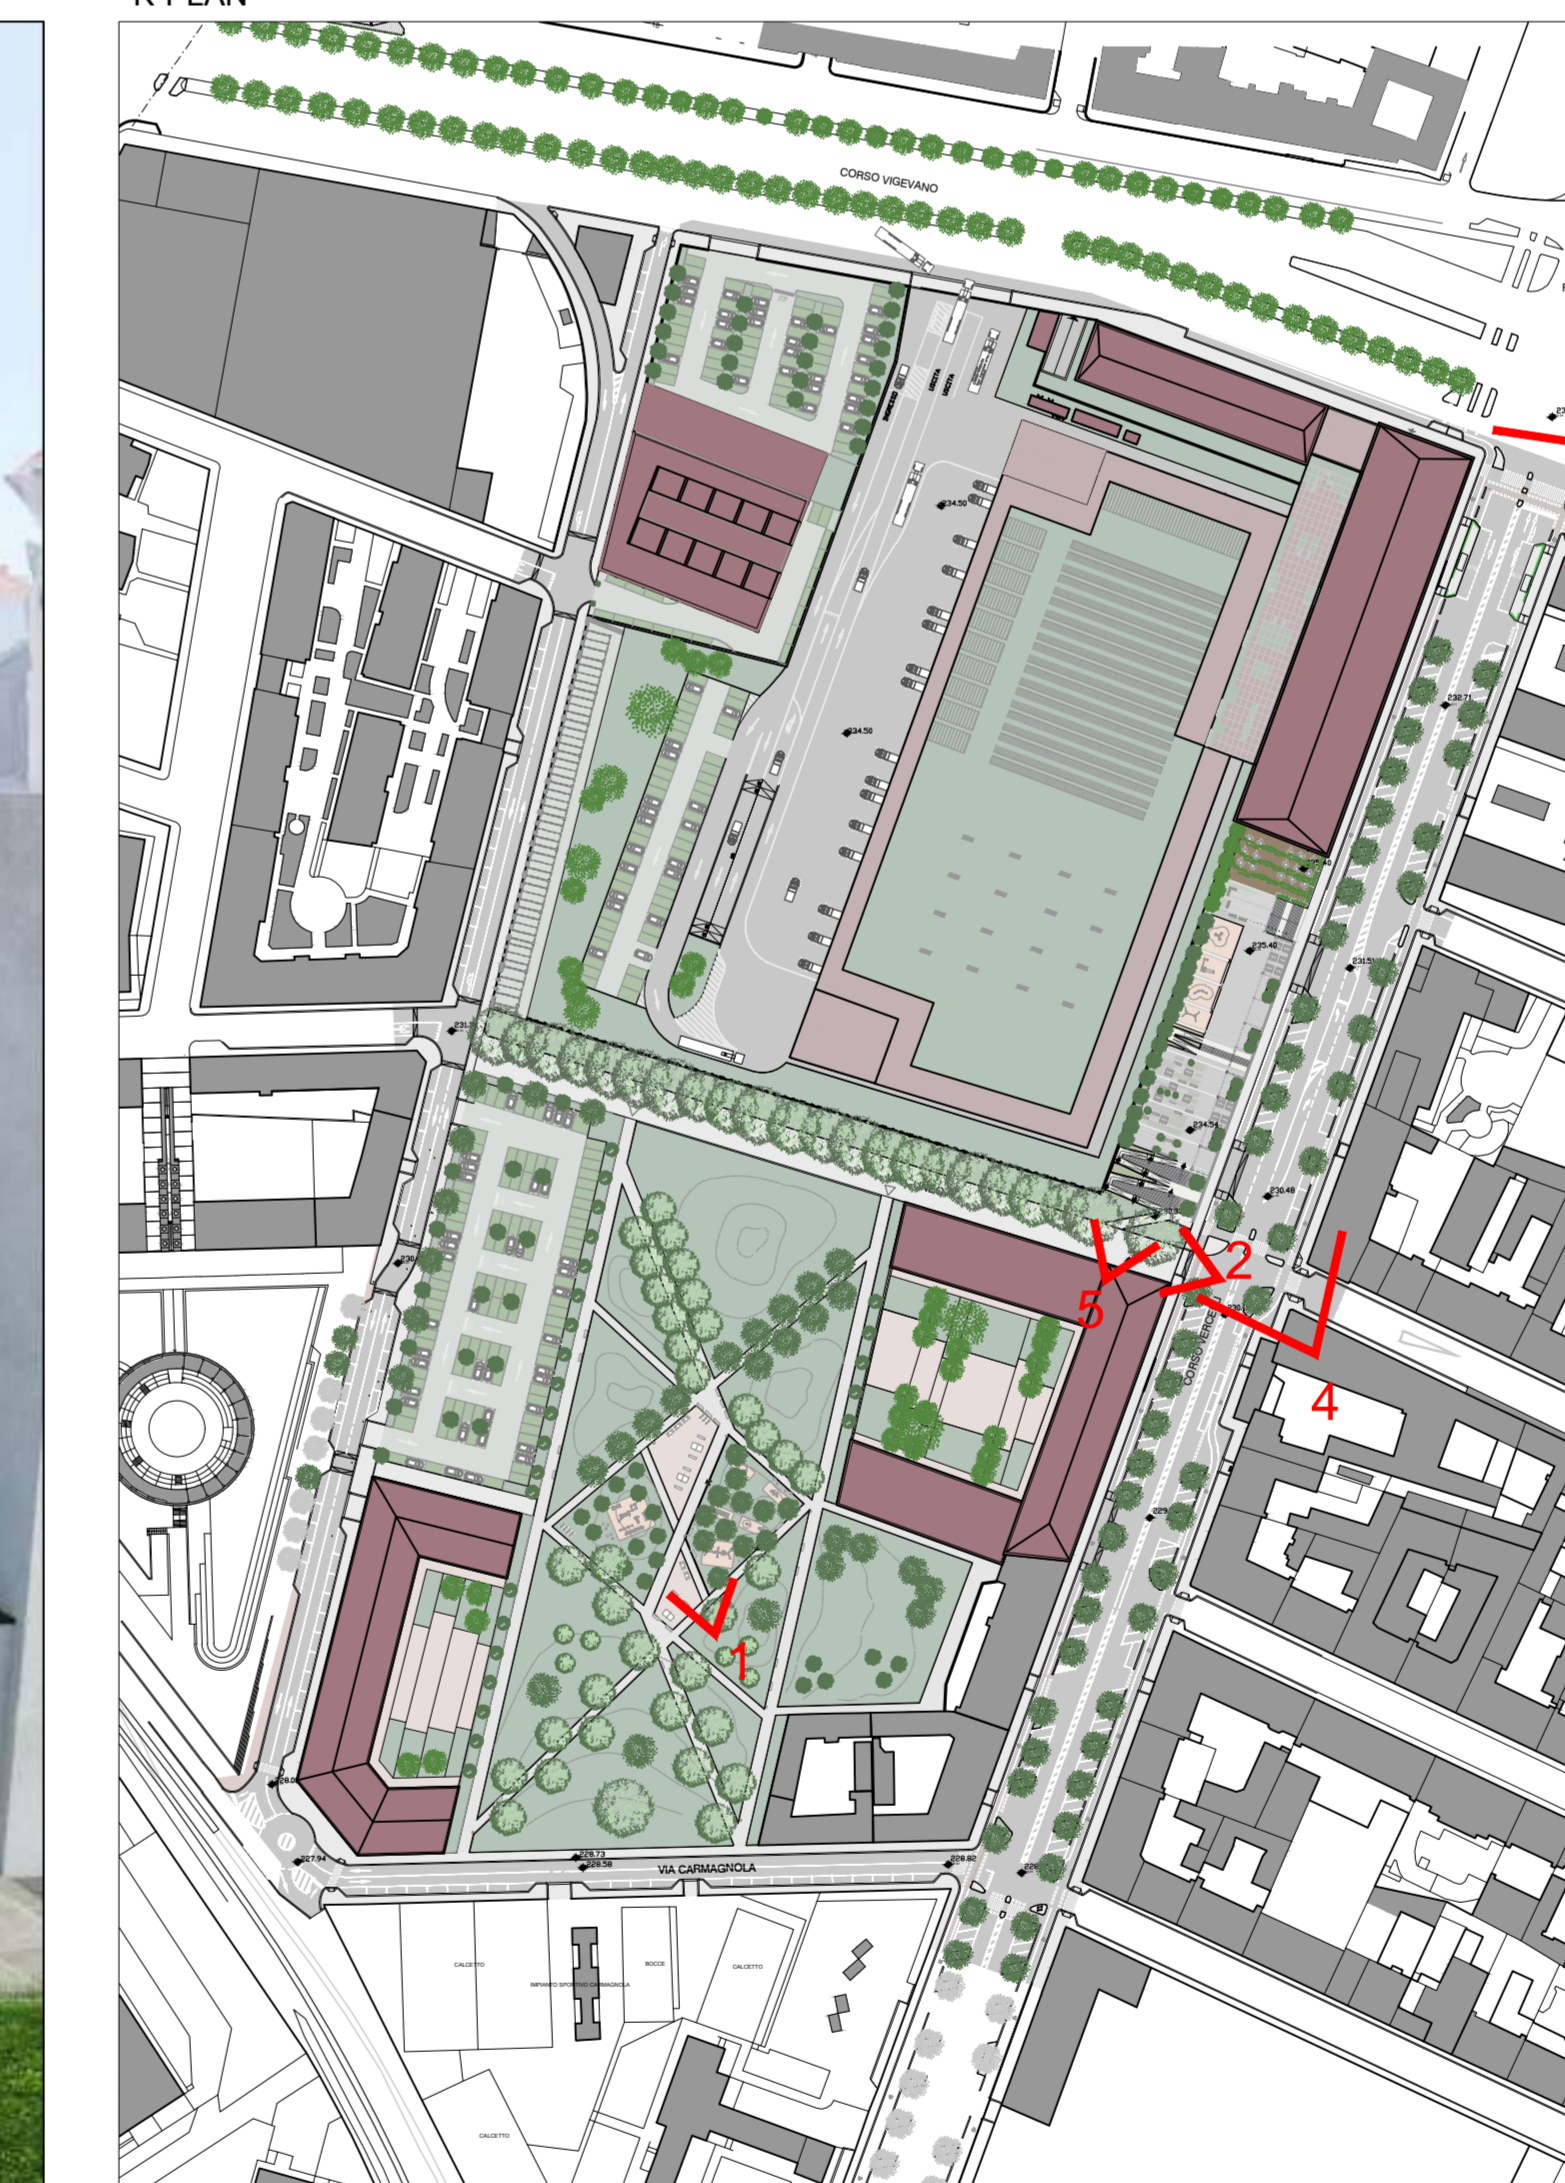 CORSO VIGEVANO
INGRESSO
USCITA
USCITA
234.50
232.71
234.50
235.40
231.51
234.54
230.48
2
5
4
1
228.73
228.58
227.94
VIA CARMAGNOLA
228.82
CALCETTO
BOCCE
CALCETTO
IMPIANTO SPORTIVO CARMAGNOLA
CALCETTO